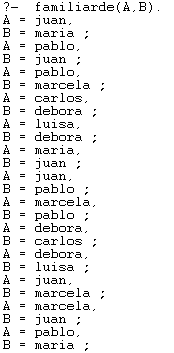 ?-  familiarde(A,B).
A = juan,
B = maria ;
A = pablo,
B = juan ;
A = pablo,
B = marcela ;
A = carlos,
B = debora ;
A = luisa,
B = debora ;
A = maria,
B = juan ;
A = juan,
B = pablo ;
A = marcela,
B = pablo ;
A = debora,
B = carlos ;
A = debora,
B = luisa ;
A = juan,
B = marcela ;
A = marcela,
B = juan ;
A = pablo,
B = maria ;